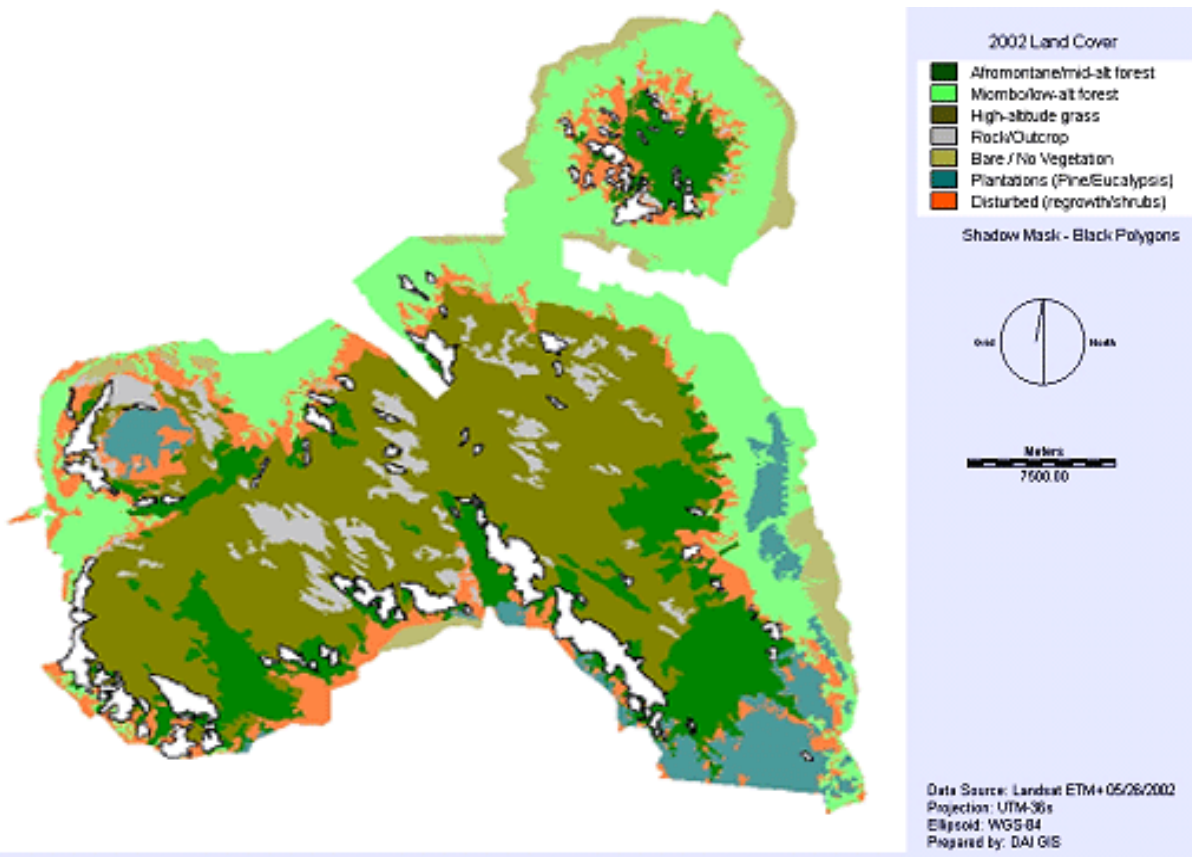 2002 Land Cover
Afromontane/mid-alt forest
Miombo/low-alt forest
High-altitude grass
Rock/Outcrop
Bare / No Vegetation
Plantations (Pine/Eucalypsis)
Disturbed (regrowth/shrubs)
Shadow Mask - Black Polygons
Grid North
Meters
7500.00
Data Source: Landsat ETM+ 05/26/2002
Projection: UTM-36s
Ellipsoid: WGS-84
Prepared by: DAI GIS